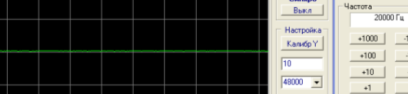 Выкл
Частота
20000 Гц
Настройка
Калибр Y
+1000
+100
10
+10
48000
+1